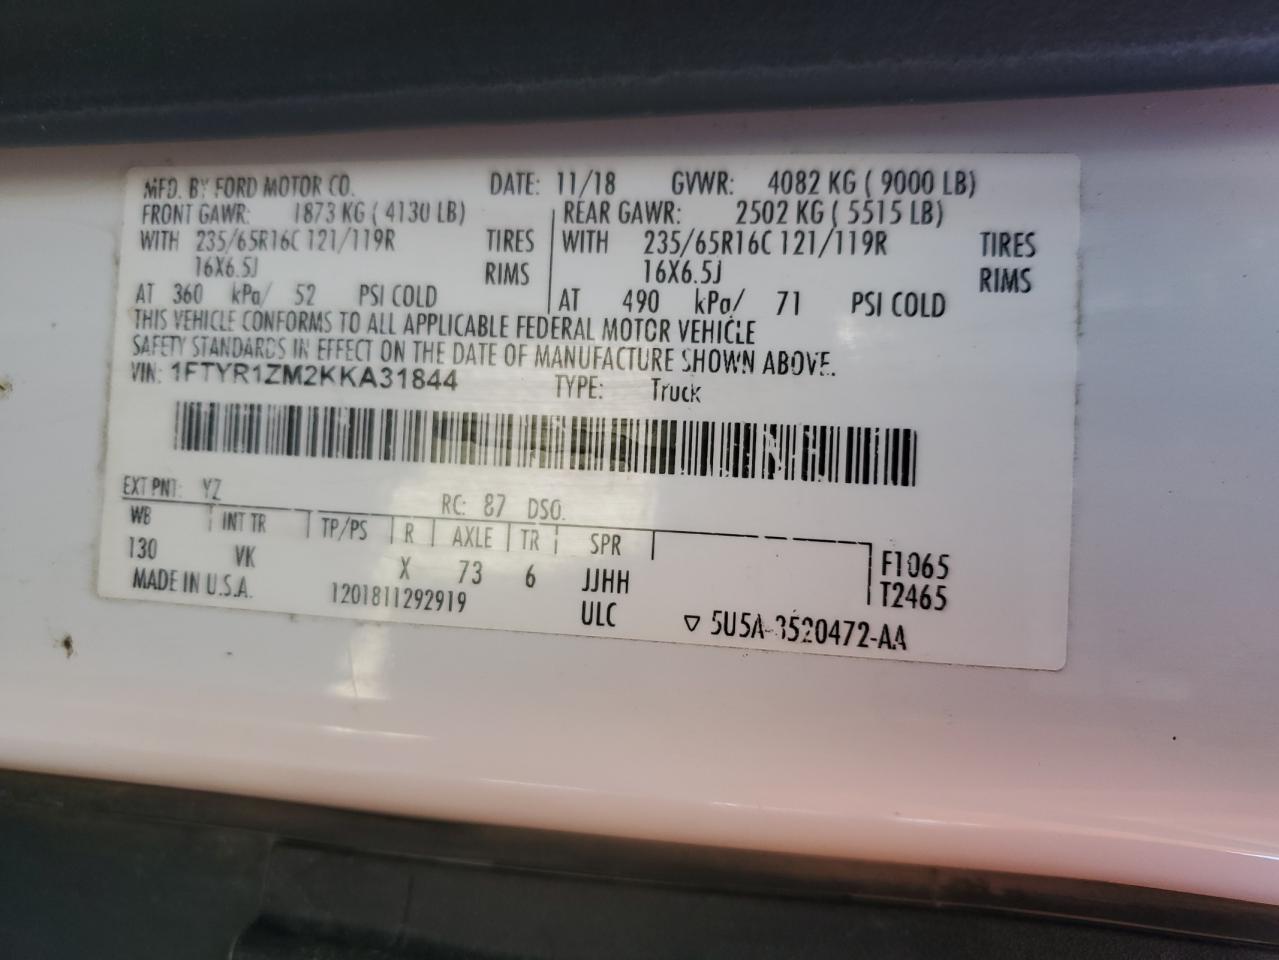 MFD. BY FORD MOTOR CO. DATE: 11/18 GVWR: 4082 KG ( 9000 LB)
FRONT GAWR: 1873 KG ( 4130 LB) REAR GAWR: 2502 KG ( 5515 LB)
WITH 235/65R16C 121/119R TIRES WITH 235/65R16C 121/119R TIRES
16X6.5J RIMS 16X6.5J RIMS
AT 360 kPa/ 52 PSI COLD AT 490 kPa/ 71 PSI COLD
THIS VEHICLE CONFORMS TO ALL APPLICABLE FEDERAL MOTOR VEHICLE
SAFETY STANDARDS IN EFFECT ON THE DATE OF MANUFACTURE SHOWN ABOVE.
VIN: 1FTYR1ZM2KKA31844 TYPE: Truck
EXT PNT: YZ RC: 87 DSO.
WB INT TR TP/PS R AXLE TR SPR F1065
130 VK X 73 6 JJHH T2465
MADE IN U.S.A. 1201811292919 ULC ▽ 5U5A-3520472-AA